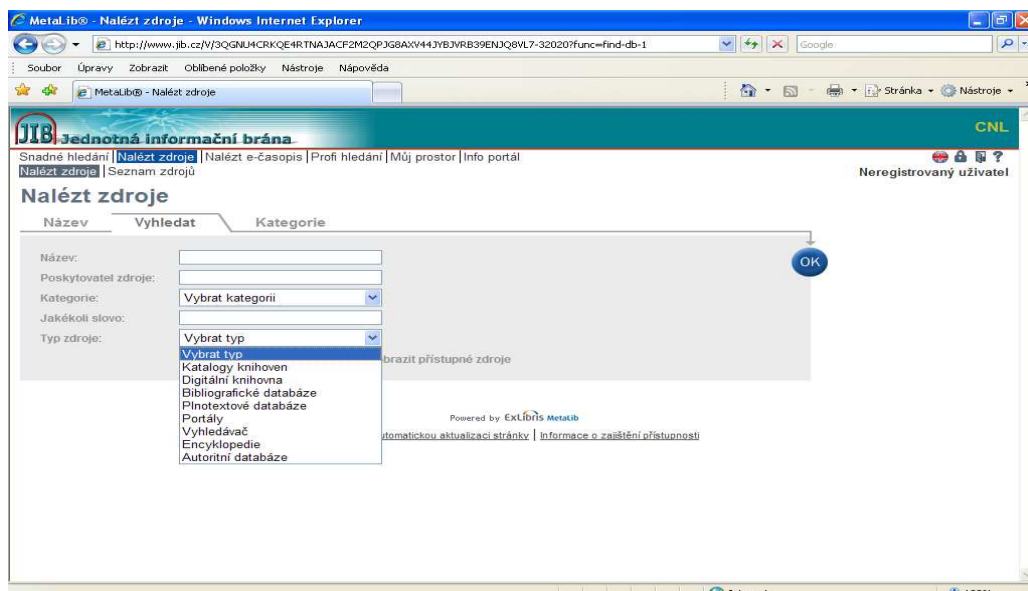 MetaLib® - Nalézt zdroje - Windows Internet Explorer
http://www.jib.cz/V/3QGNU4CRKQE4RTNAJACF2M2QPJG8AXV44JYBJVRB39ENJQ8VL7-32020?func=find-db-1
Google
Soubor Úpravy Zobrazit Oblíbené položky Nástroje Nápověda
MetaLib® - Nalézt zdroje
Stránka Nástroje
JIB Jednotná informační brána
CNL
Snadné hledání | Nalézt zdroje | Nalézt e-časopis | Profi hledání | Můj prostor | Info portál
Nalézt zdroje | Seznam zdrojů
Neregistrovaný uživatel
Nalézt zdroje
Název Vyhledat Kategorie
Název:
OK
Poskytovatel zdroje:
Kategorie: Vybrat kategorii
Jakékoli slovo:
Typ zdroje: Vybrat typ
Vybrat typ
brazit přístupné zdroje
Katalogy knihoven
Digitální knihovna
Bibliografické databáze
Plnotextové databáze
Portály
Vyhledávač
Encyklopedie
Autoritní databáze
Powered by ExLibris MetaLib
utomatickou aktualizaci stránky | Informace o zajištění přístupnosti